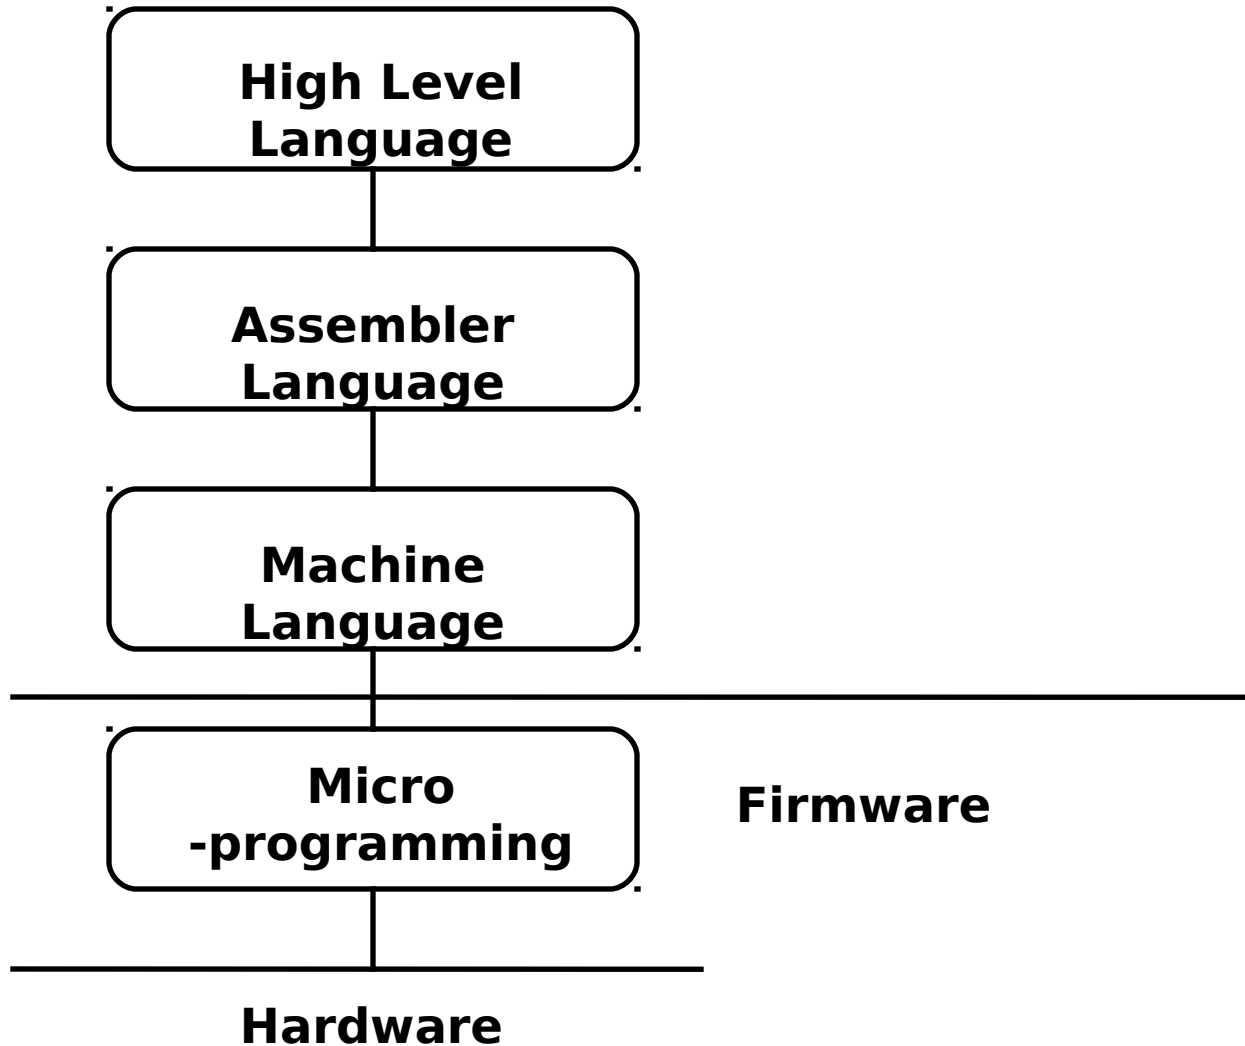 High Level
Language
Assembler
Language
Machine
Language
Micro
-programming
Firmware
Hardware